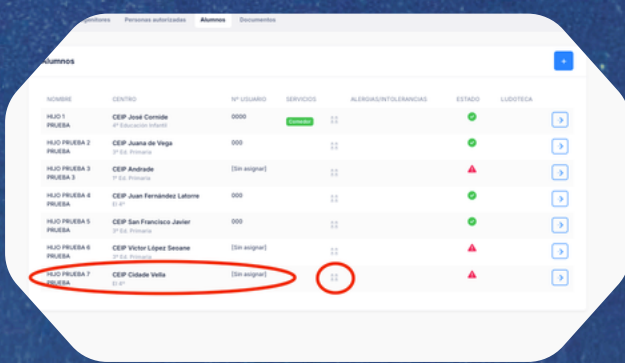 Personas autorizadas Alumnos Documentos
Alumnos
+
NOMBRE CENTRO Nº USUARIO SERVICIOS ALERGIAS/INTOLERANCIAS ESTADO LUDOTECA
HIJO 1 CEIP José Cornide 0000 Comedor
PRUEBA 4º Educación Infantil
HIJO PRUEBA 2 CEIP Juana de Vega 000
PRUEBA 3º Ed. Primaria
HIJO PRUEBA 3 CEIP Andrade [Sin asignar]
PRUEBA 3 1º Ed. Primaria
HIJO PRUEBA 4 CEIP Juan Fernández Latorre 000
PRUEBA EI 6º
HIJO PRUEBA 5 CEIP San Francisco Javier 000
PRUEBA 3º Ed. Primaria
HIJO PRUEBA 6 CEIP Víctor López Seoane [Sin asignar]
PRUEBA 3º Ed. Primaria
HIJO PRUEBA 7 CEIP Cidade Vella [Sin asignar]
PRUEBA EI 6º